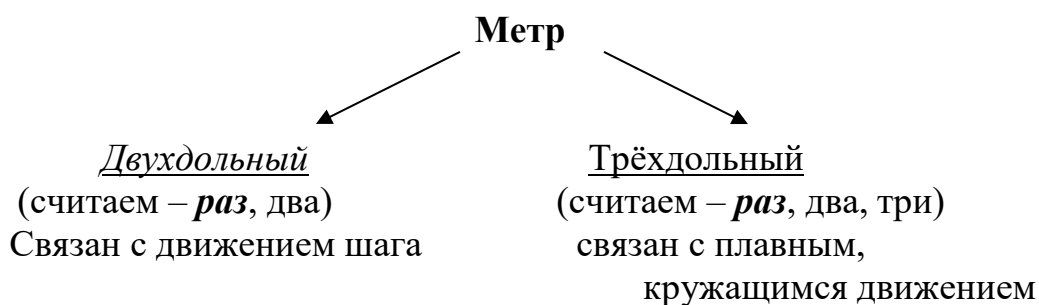 Метр
Двухдольный
(считаем – раз, два)
Связан с движением шага
Трёхдольный
(считаем – раз, два, три)
связан с плавным,
кружащимся движением